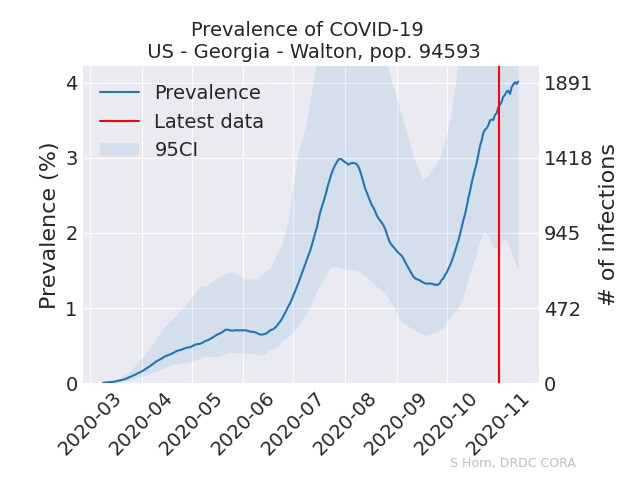 Prevalence of COVID-19
US - Georgia - Walton, pop. 94593
Prevalence
Latest data
95CI
Prevalence (%)
4
3
2
1
0
1891
1418
945
472
0
# of infections
2020-03
2020-04
2020-05
2020-06
2020-07
2020-08
2020-09
2020-10
2020-11
S Horn, DRDC CORA